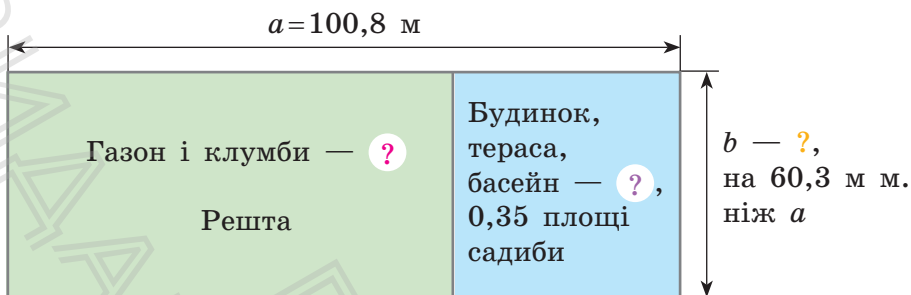 a=100,8 м
Газон і клумби — ?
Решта
Будинок,
тераса,
басейн — ?,
0,35 площі
садиби
b — ?,
на 60,3 м м.
ніж a